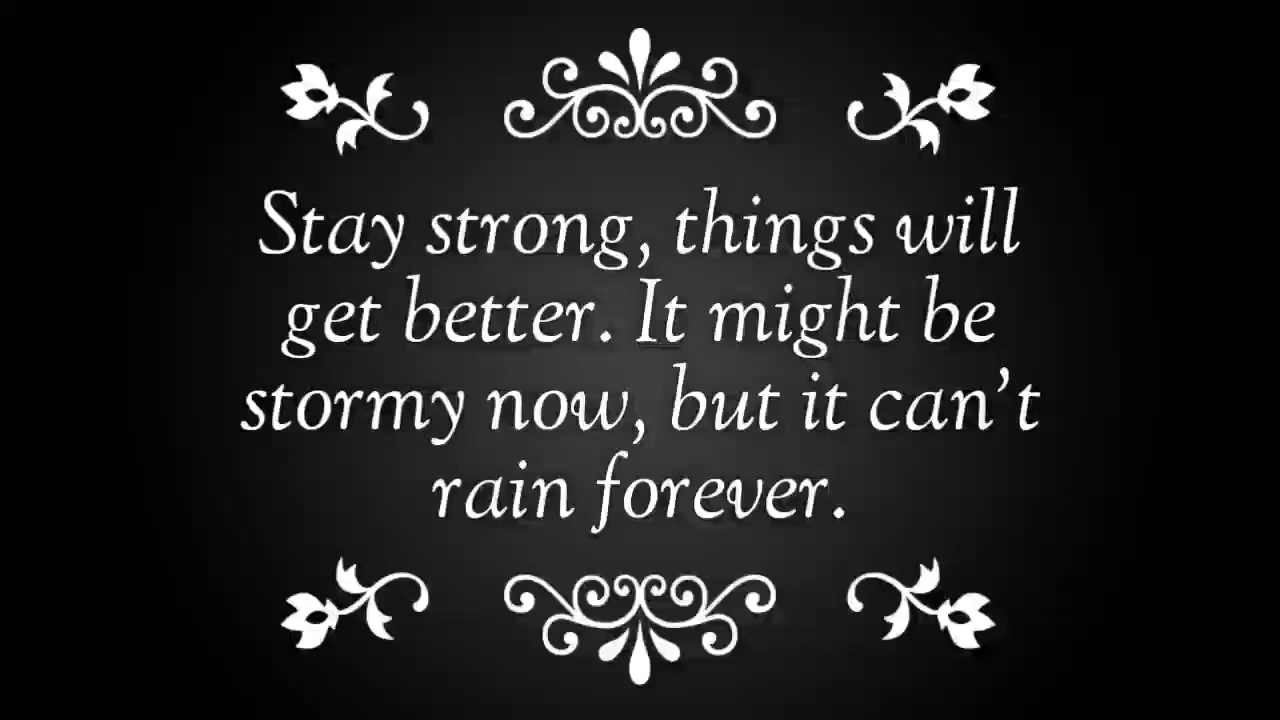 Stay strong, things will
get better. It might be
stormy now, but it can’t
rain forever.